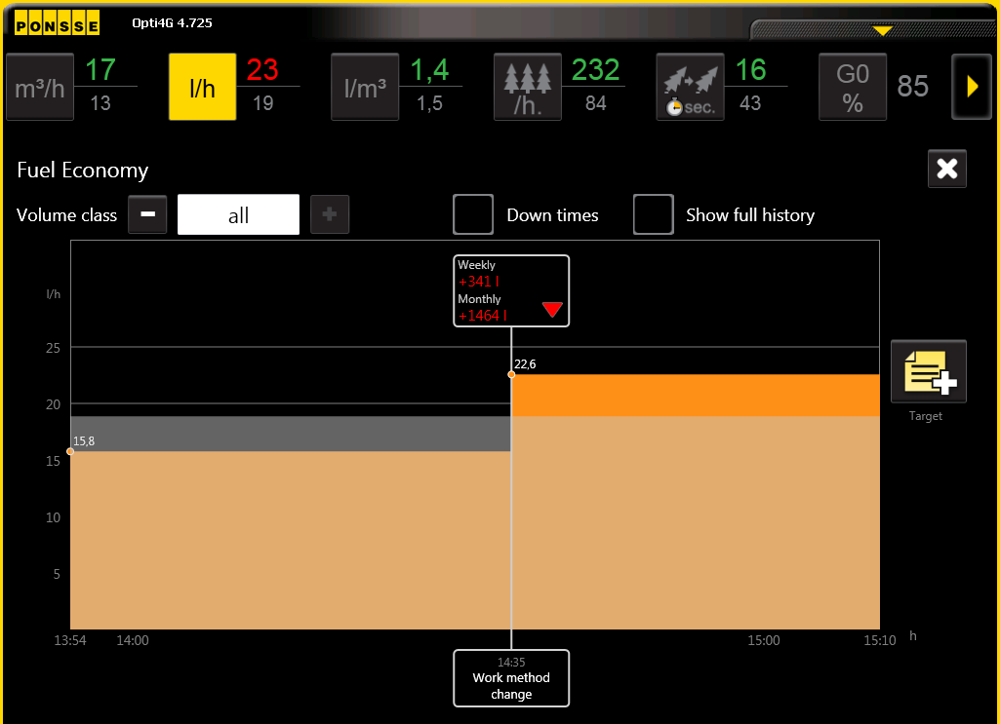 PONSSE
Opti4G 4.725
m³/h
17
13
l/h
23
19
l/m³
1,4
1,5
/h.
232
84
sec.
16
43
G0
%
85
Fuel Economy
Volume class
all
Down times
Show full history
Weekly
+341 l
Monthly
+1464 l
l/h
25
20
15
10
5
15,8
22,6
Target
13:54
14:00
15:00
15:10
h
14:35
Work method
change